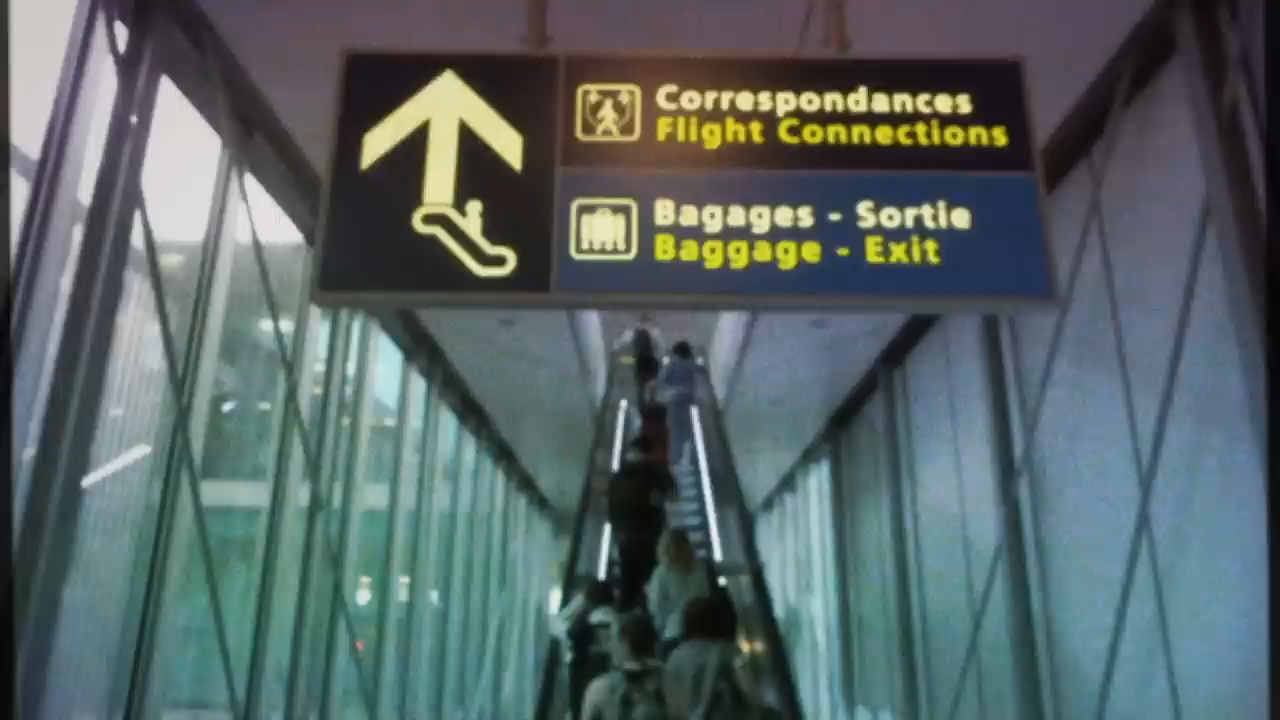 Correspondances
Flight Connections
Bagages - Sortie
Baggage - Exit